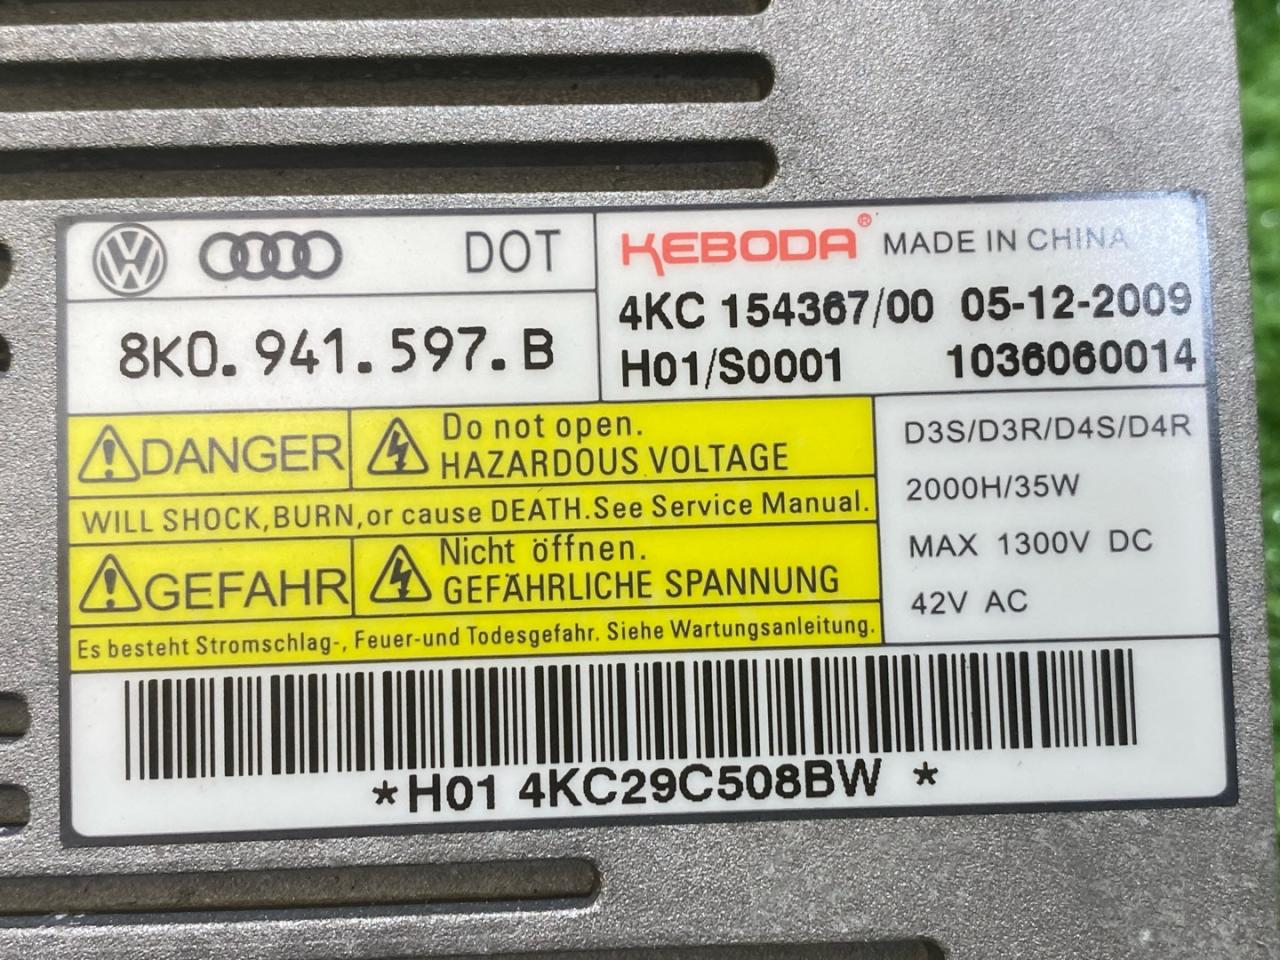 DOT
8K0.941.597.B
KEBODA® MADE IN CHINA
4KC 154367/00 05-12-2009
H01/S0001 1036060014
DANGER
Do not open.
HAZARDOUS VOLTAGE
WILL SHOCK, BURN, or cause DEATH. See Service Manual.
GEFAHR
Nicht öffnen.
GEFÄHRLICHE SPANNUNG
Es besteht Stromschlag-, Feuer-und Todesgefahr. Siehe Wartungsanleitung.
D3S/D3R/D4S/D4R
2000H/35W
MAX 1300V DC
42V AC
*H01 4KC29C508BW *